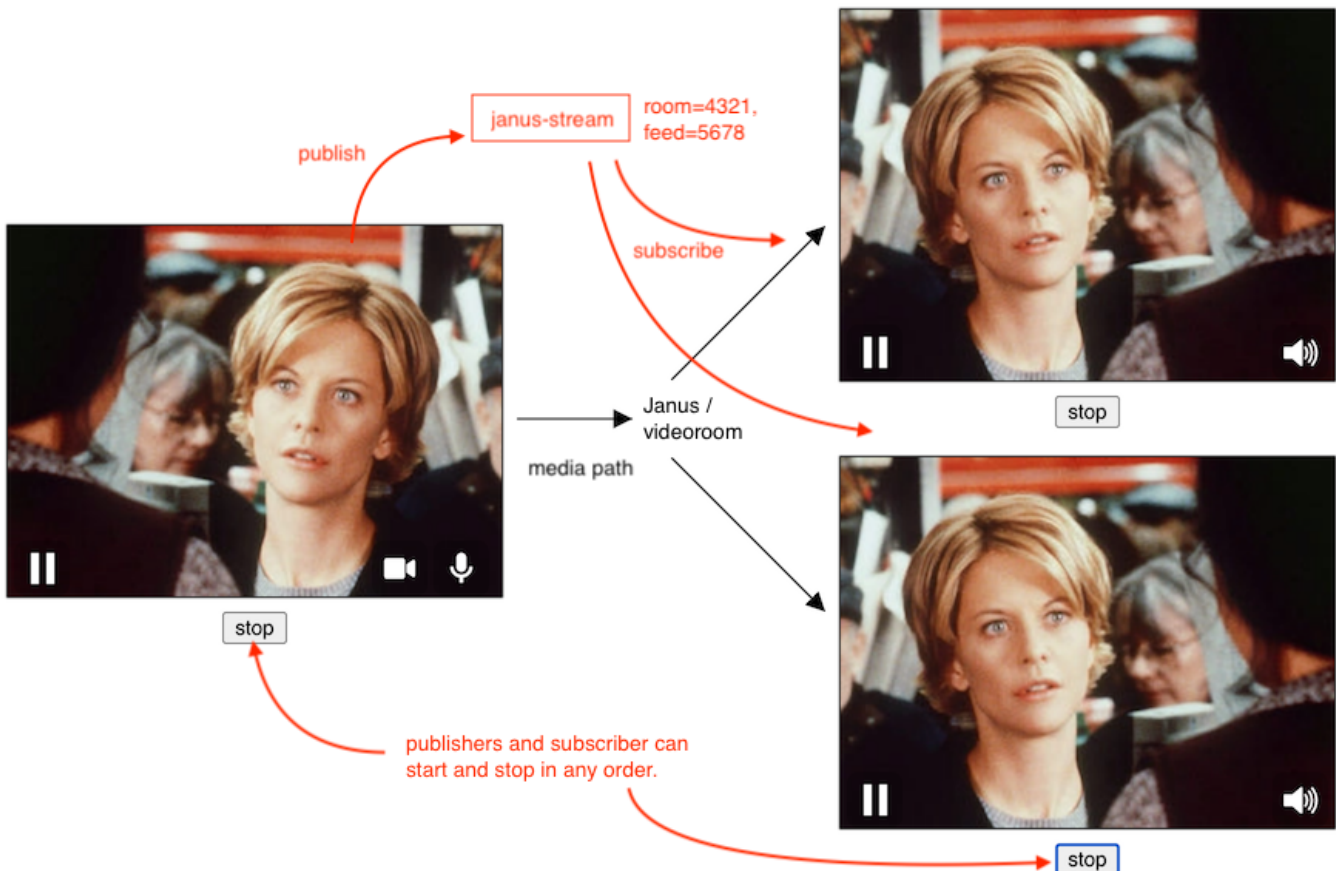 janus-stream
room=4321,
feed=5678
publish
subscribe
Janus /
videoroom
media path
stop
stop
publishers and subscriber can
start and stop in any order.
stop